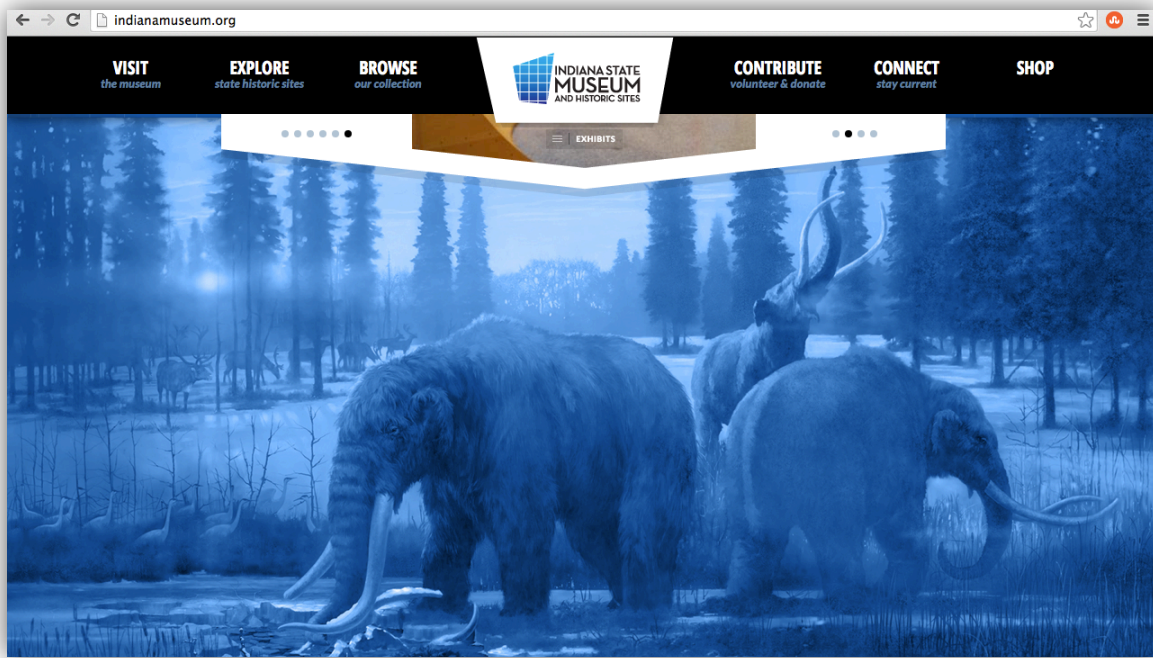 indianamuseum.org
VISIT
the museum
EXPLORE
state historic sites
BROWSE
our collection
INDIANA STATE
MUSEUM
AND HISTORIC SITES
CONTRIBUTE
volunteer & donate
CONNECT
stay current
SHOP
EXHIBITS